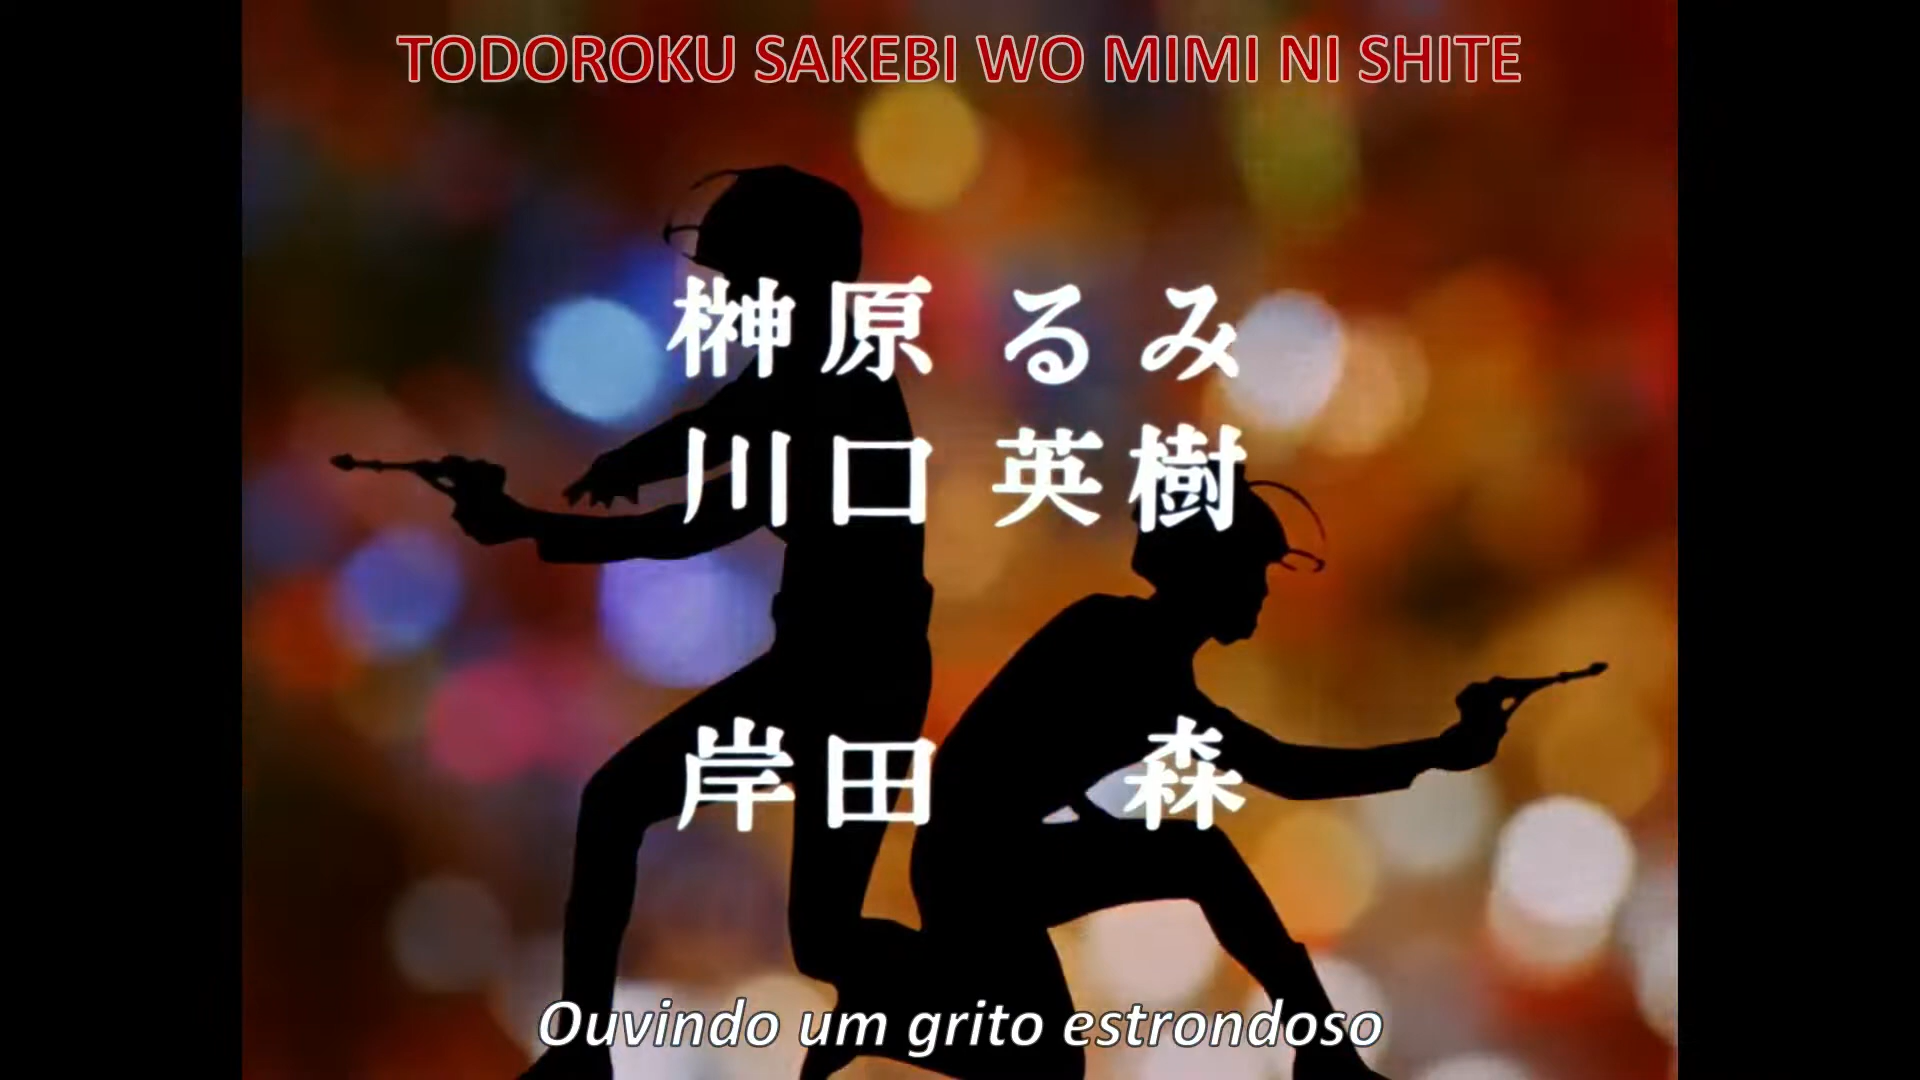 TODOROKU SAKEBI WO MIMI NI SHITE
榊原るみ
川口英樹
岸田 森
Ouvindo um grito estrondoso